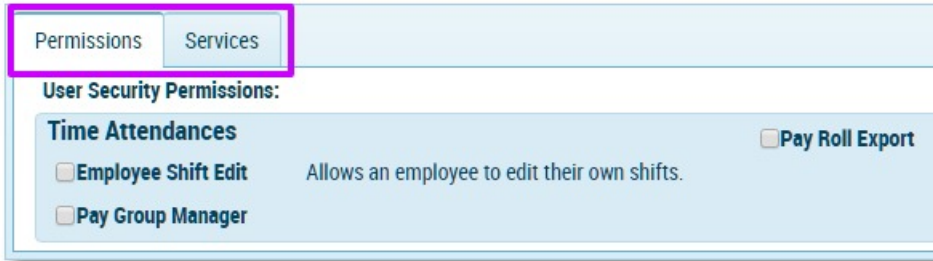 Permissions Services
User Security Permissions:
Time Attendances
Pay Roll Export
Employee Shift Edit Allows an employee to edit their own shifts.
Pay Group Manager